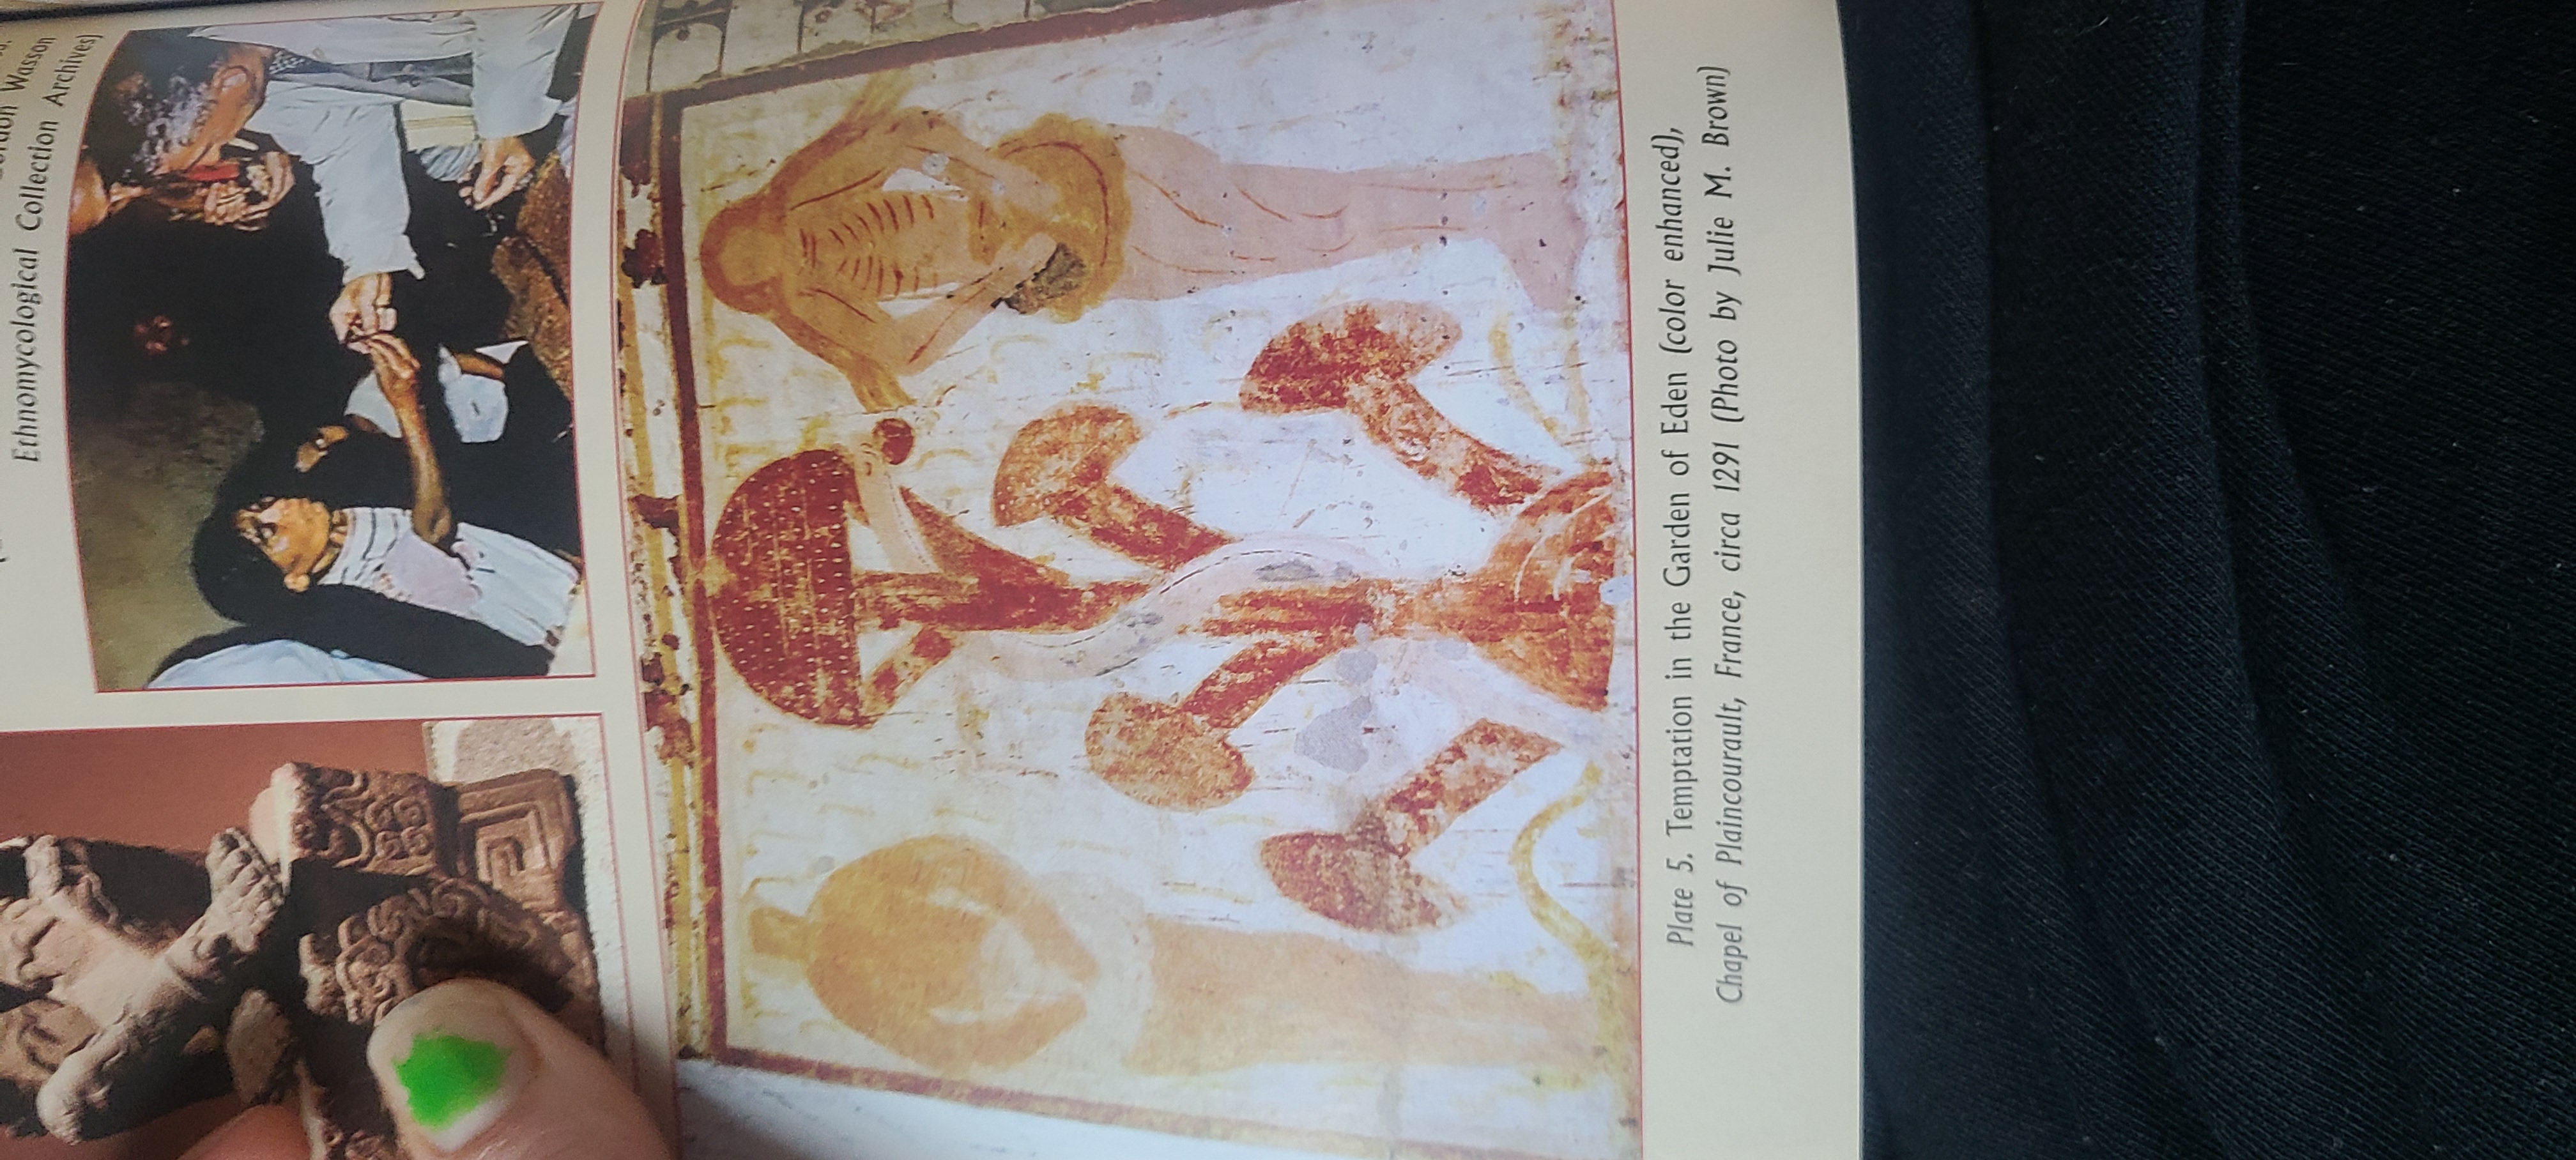 Wasson
Ethnomycological Collection Archives)
Plate 5. Temptation in the Garden of Eden (color enhanced),
Chapel of Plaincourault, France, circa 1291 (Photo by Julie M. Brown)